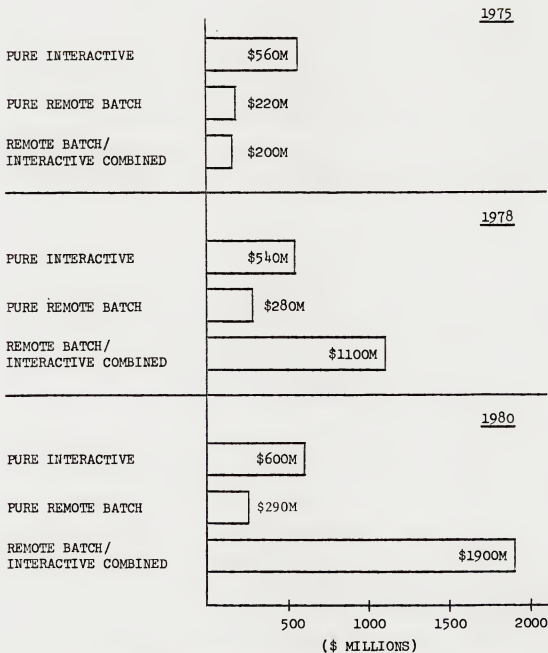 1975
PURE INTERACTIVE $560M
PURE REMOTE BATCH $220M
REMOTE BATCH/
INTERACTIVE COMBINED $200M
1978
PURE INTERACTIVE $540M
PURE REMOTE BATCH $280M
REMOTE BATCH/
INTERACTIVE COMBINED $1100M
1980
PURE INTERACTIVE $600M
PURE REMOTE BATCH $290M
REMOTE BATCH/
INTERACTIVE COMBINED $1900M
500 1000 1500 2000
($ MILLIONS)